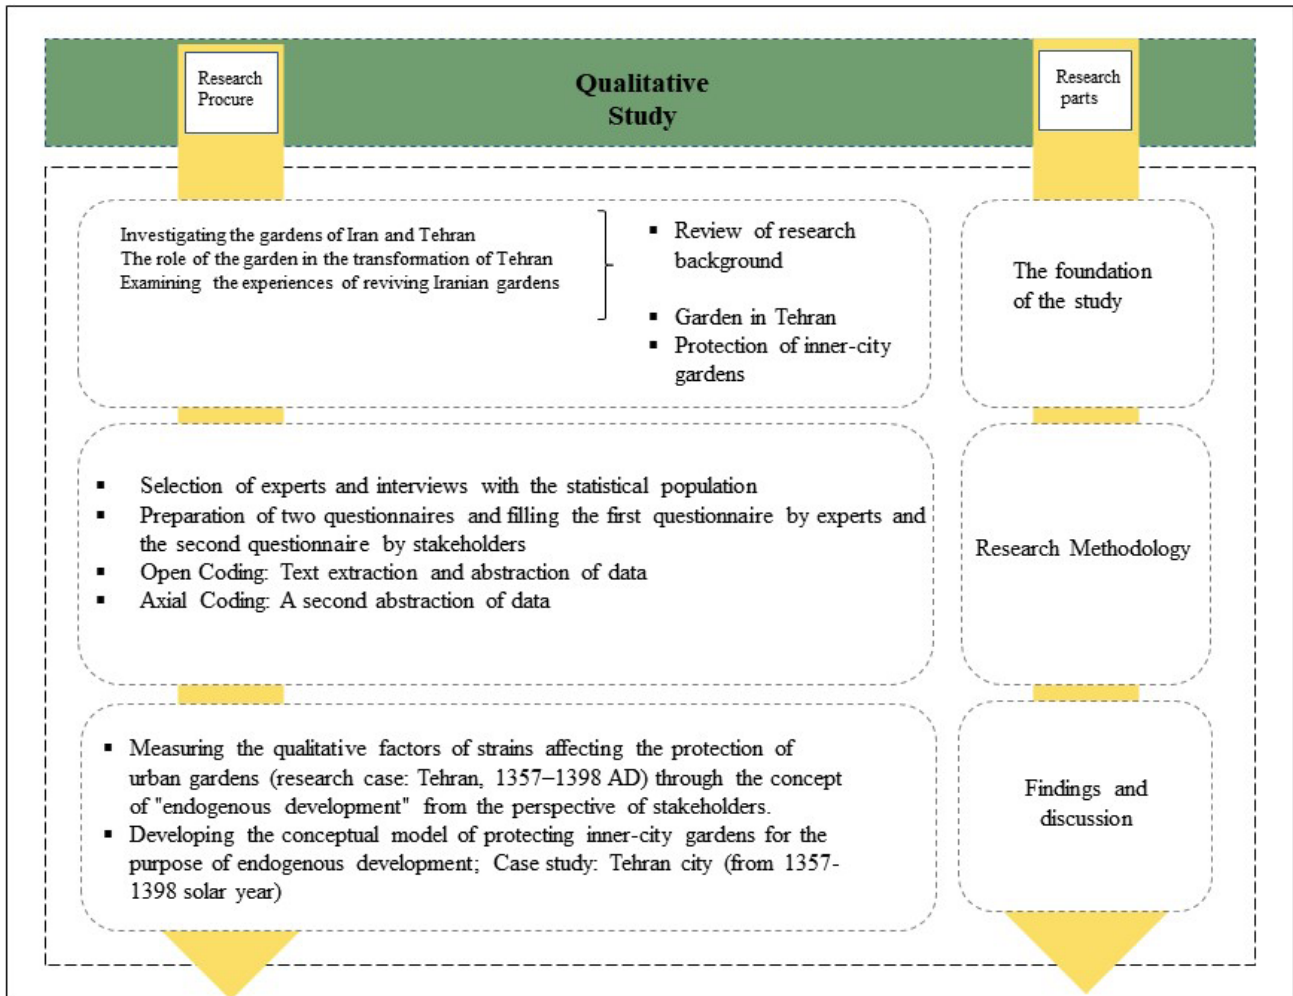 Research
Procure
Qualitative
Study
Research
parts
Investigating the gardens of Iran and Tehran
The role of the garden in the transformation of Tehran
Examining the experiences of reviving Iranian gardens
▪ Review of research
background
▪ Garden in Tehran
▪ Protection of inner-city
gardens
The foundation
of the study
▪ Selection of experts and interviews with the statistical population
▪ Preparation of two questionnaires and filling the first questionnaire by experts and
the second questionnaire by stakeholders
▪ Open Coding: Text extraction and abstraction of data
▪ Axial Coding: A second abstraction of data
Research Methodology
▪ Measuring the qualitative factors of strains affecting the protection of
urban gardens (research case: Tehran, 1357–1398 AD) through the concept
of "endogenous development" from the perspective of stakeholders.
▪ Developing the conceptual model of protecting inner-city gardens for the
purpose of endogenous development; Case study: Tehran city (from 1357-
1398 solar year)
Findings and
discussion